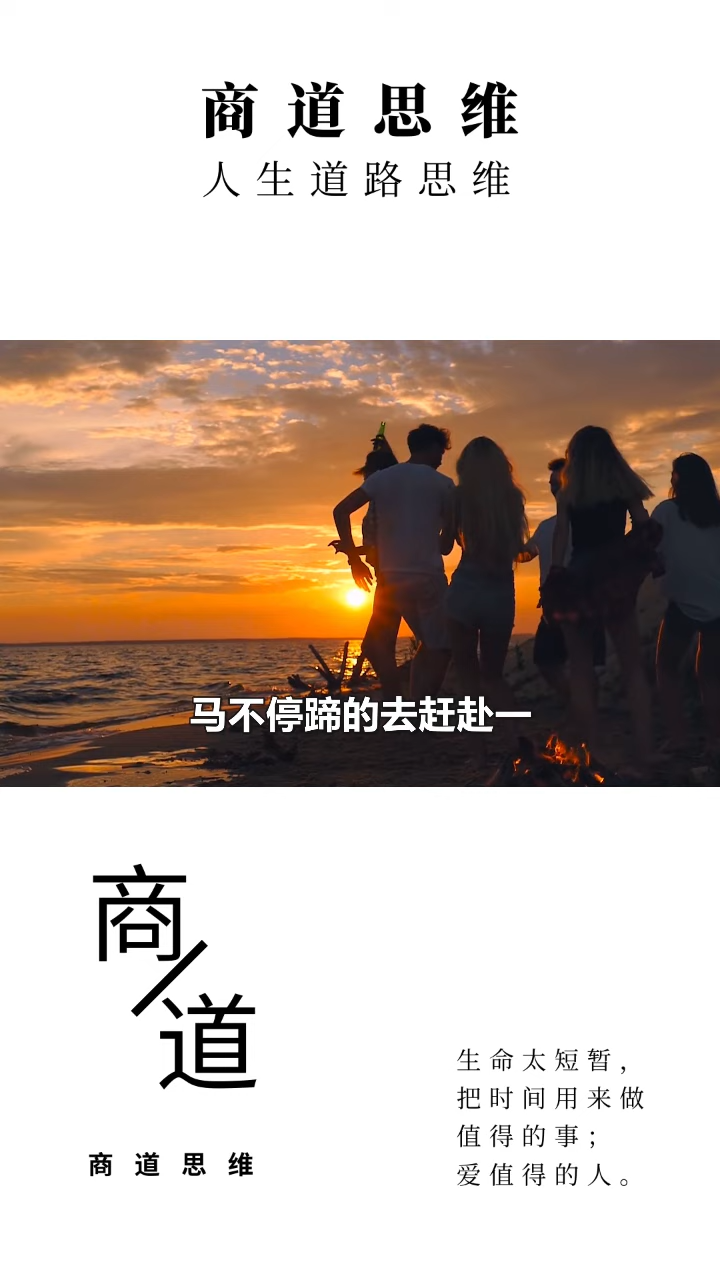 商道思维
人生道路思维
马不停蹄的去赶赴一
商/道
商道思维
生命太短暂，
把时间用来做
值得的事；
爱值得的人。